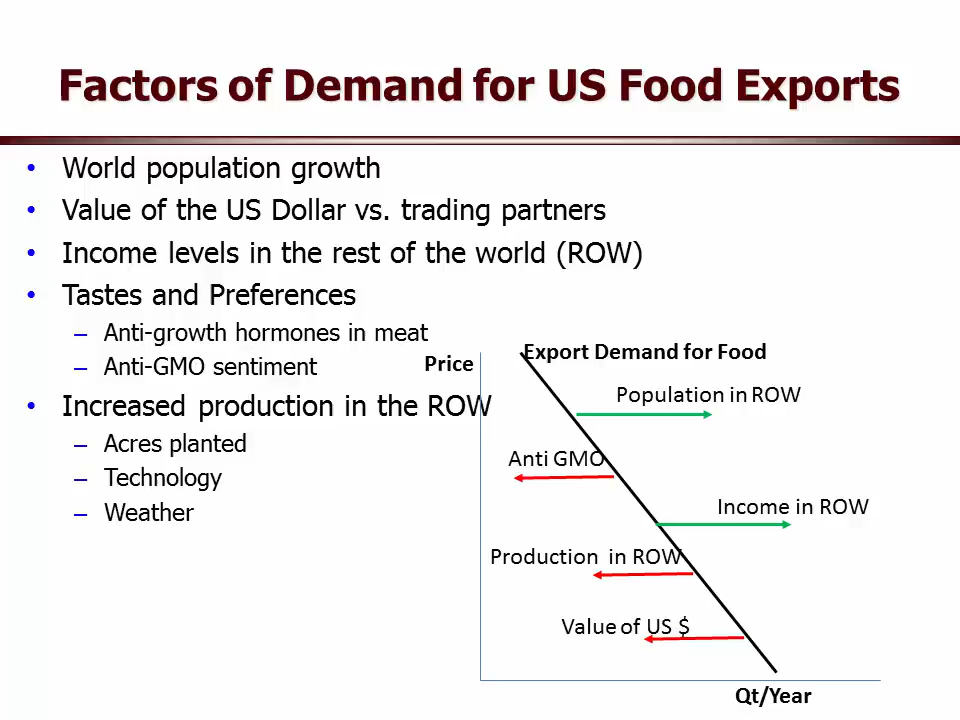 Factors of Demand for US Food Exports
• World population growth
• Value of the US Dollar vs. trading partners
• Income levels in the rest of the world (ROW)
• Tastes and Preferences
– Anti-growth hormones in meat
– Anti-GMO sentiment
• Increased production in the ROW
– Acres planted
– Technology
– Weather
Price
Export Demand for Food
Population in ROW
Anti GMO
Income in ROW
Production in ROW
Value of US $
Qt/Year